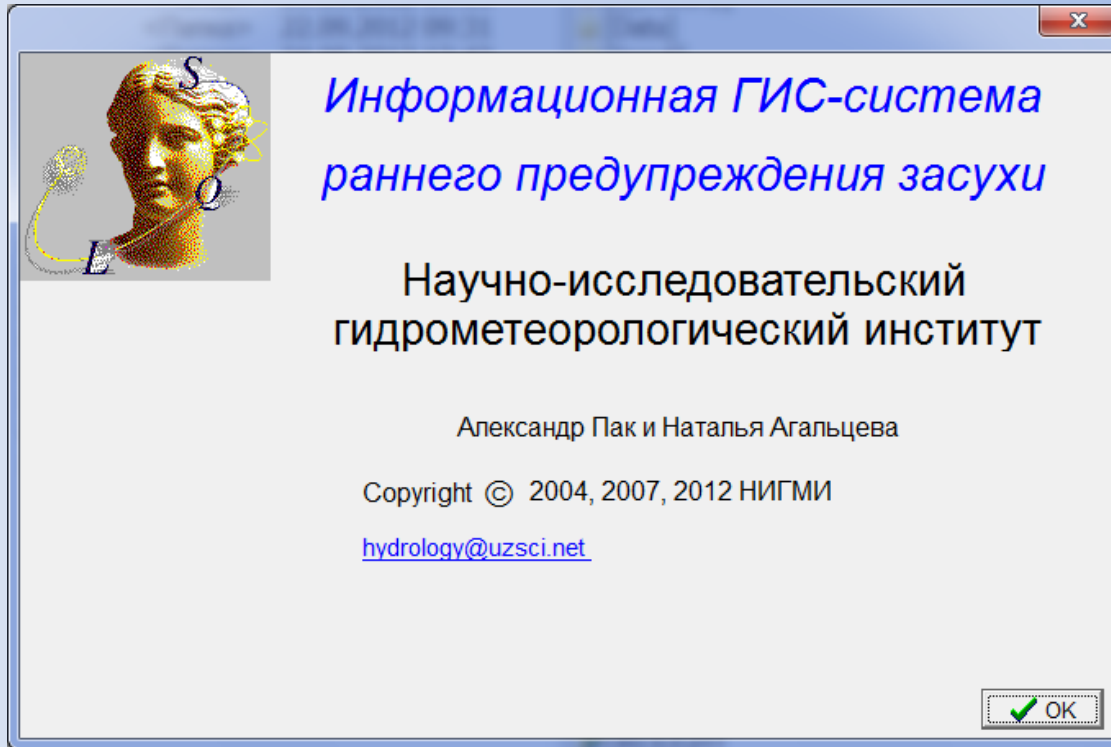 S
Q
L
Информационная ГИС-система
раннего предупреждения засухи
Научно-исследовательский
гидрометеорологический институт
Александр Пак и Наталья Агальцева
Copyright © 2004, 2007, 2012 НИГМИ
hydrology@uzsci.net
OK